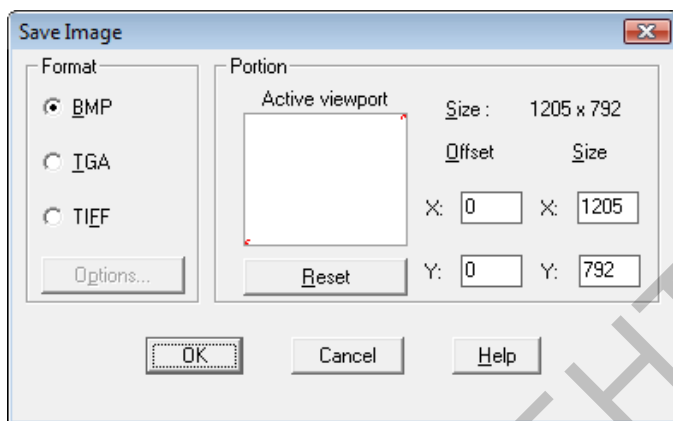 Save Image
Format
BMP
TGA
TIFF
Options...
Portion
Active viewport
Reset
Size : 1205 x 792
Offset Size
X: 0 X: 1205
Y: 0 Y: 792
OK Cancel Help